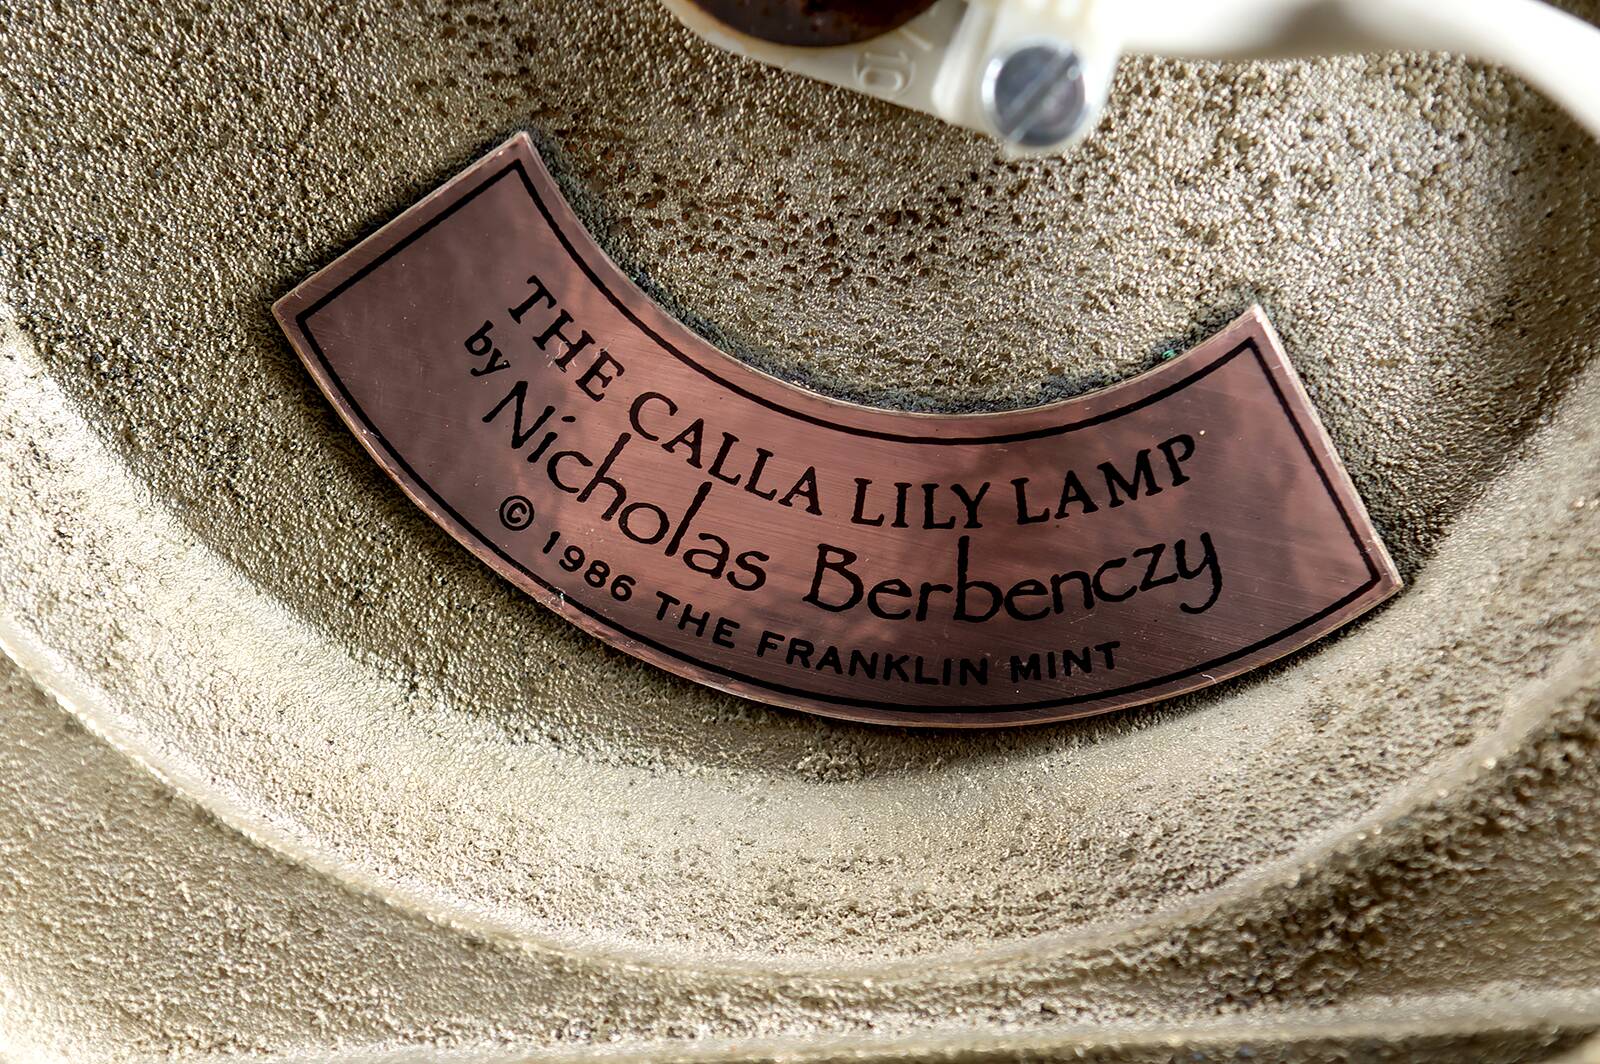 THE CALLA LILY LAMP
by Nicholas Berbenczy
© 1986 THE FRANKLIN MINT